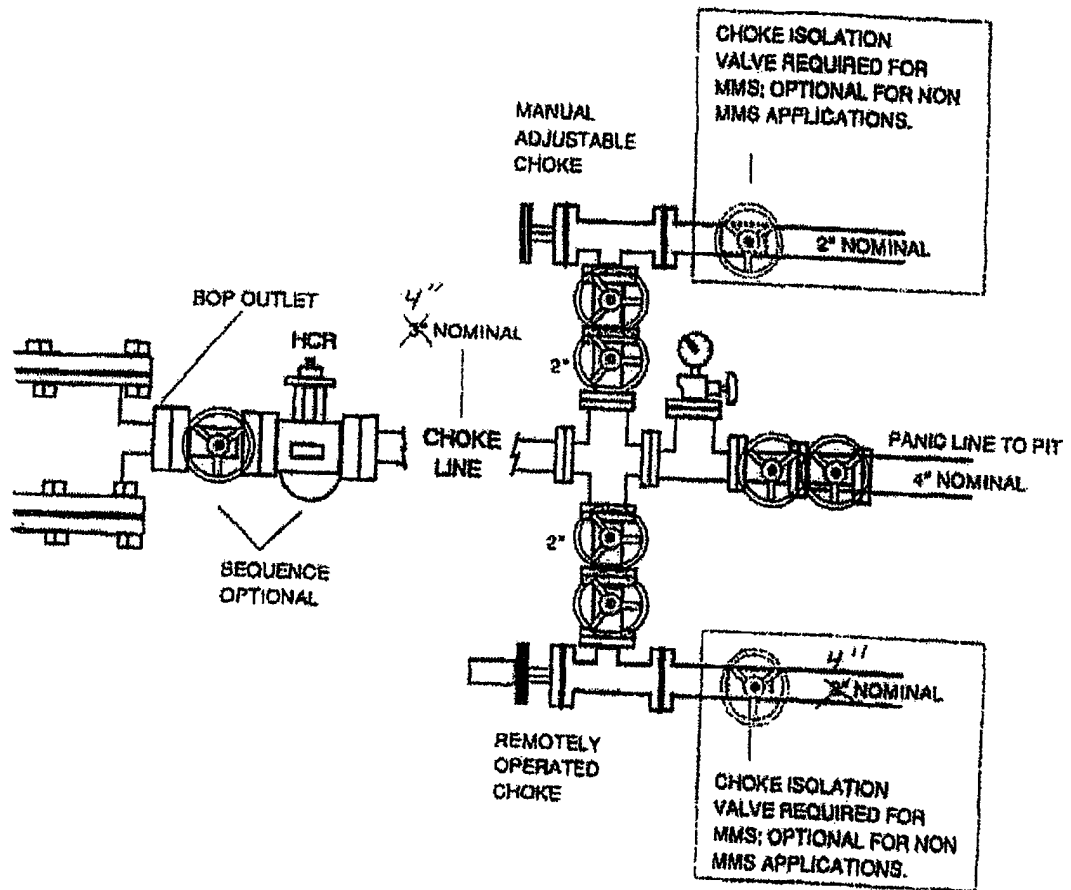 CHOKE ISOLATION
VALVE REQUIRED FOR
MMS; OPTIONAL FOR NON
MMS APPLICATIONS.
MANUAL
ADJUSTABLE
CHOKE
2" NOMINAL
BOP OUTLET
4"
3" NOMINAL
HCR
2"
CHOKE
LINE
PANIC LINE TO PIT
4" NOMINAL
2"
SEQUENCE
OPTIONAL
4"
NOMINAL
REMOTELY
OPERATED
CHOKE
CHOKE ISOLATION
VALVE REQUIRED FOR
MMS; OPTIONAL FOR NON
MMS APPLICATIONS.